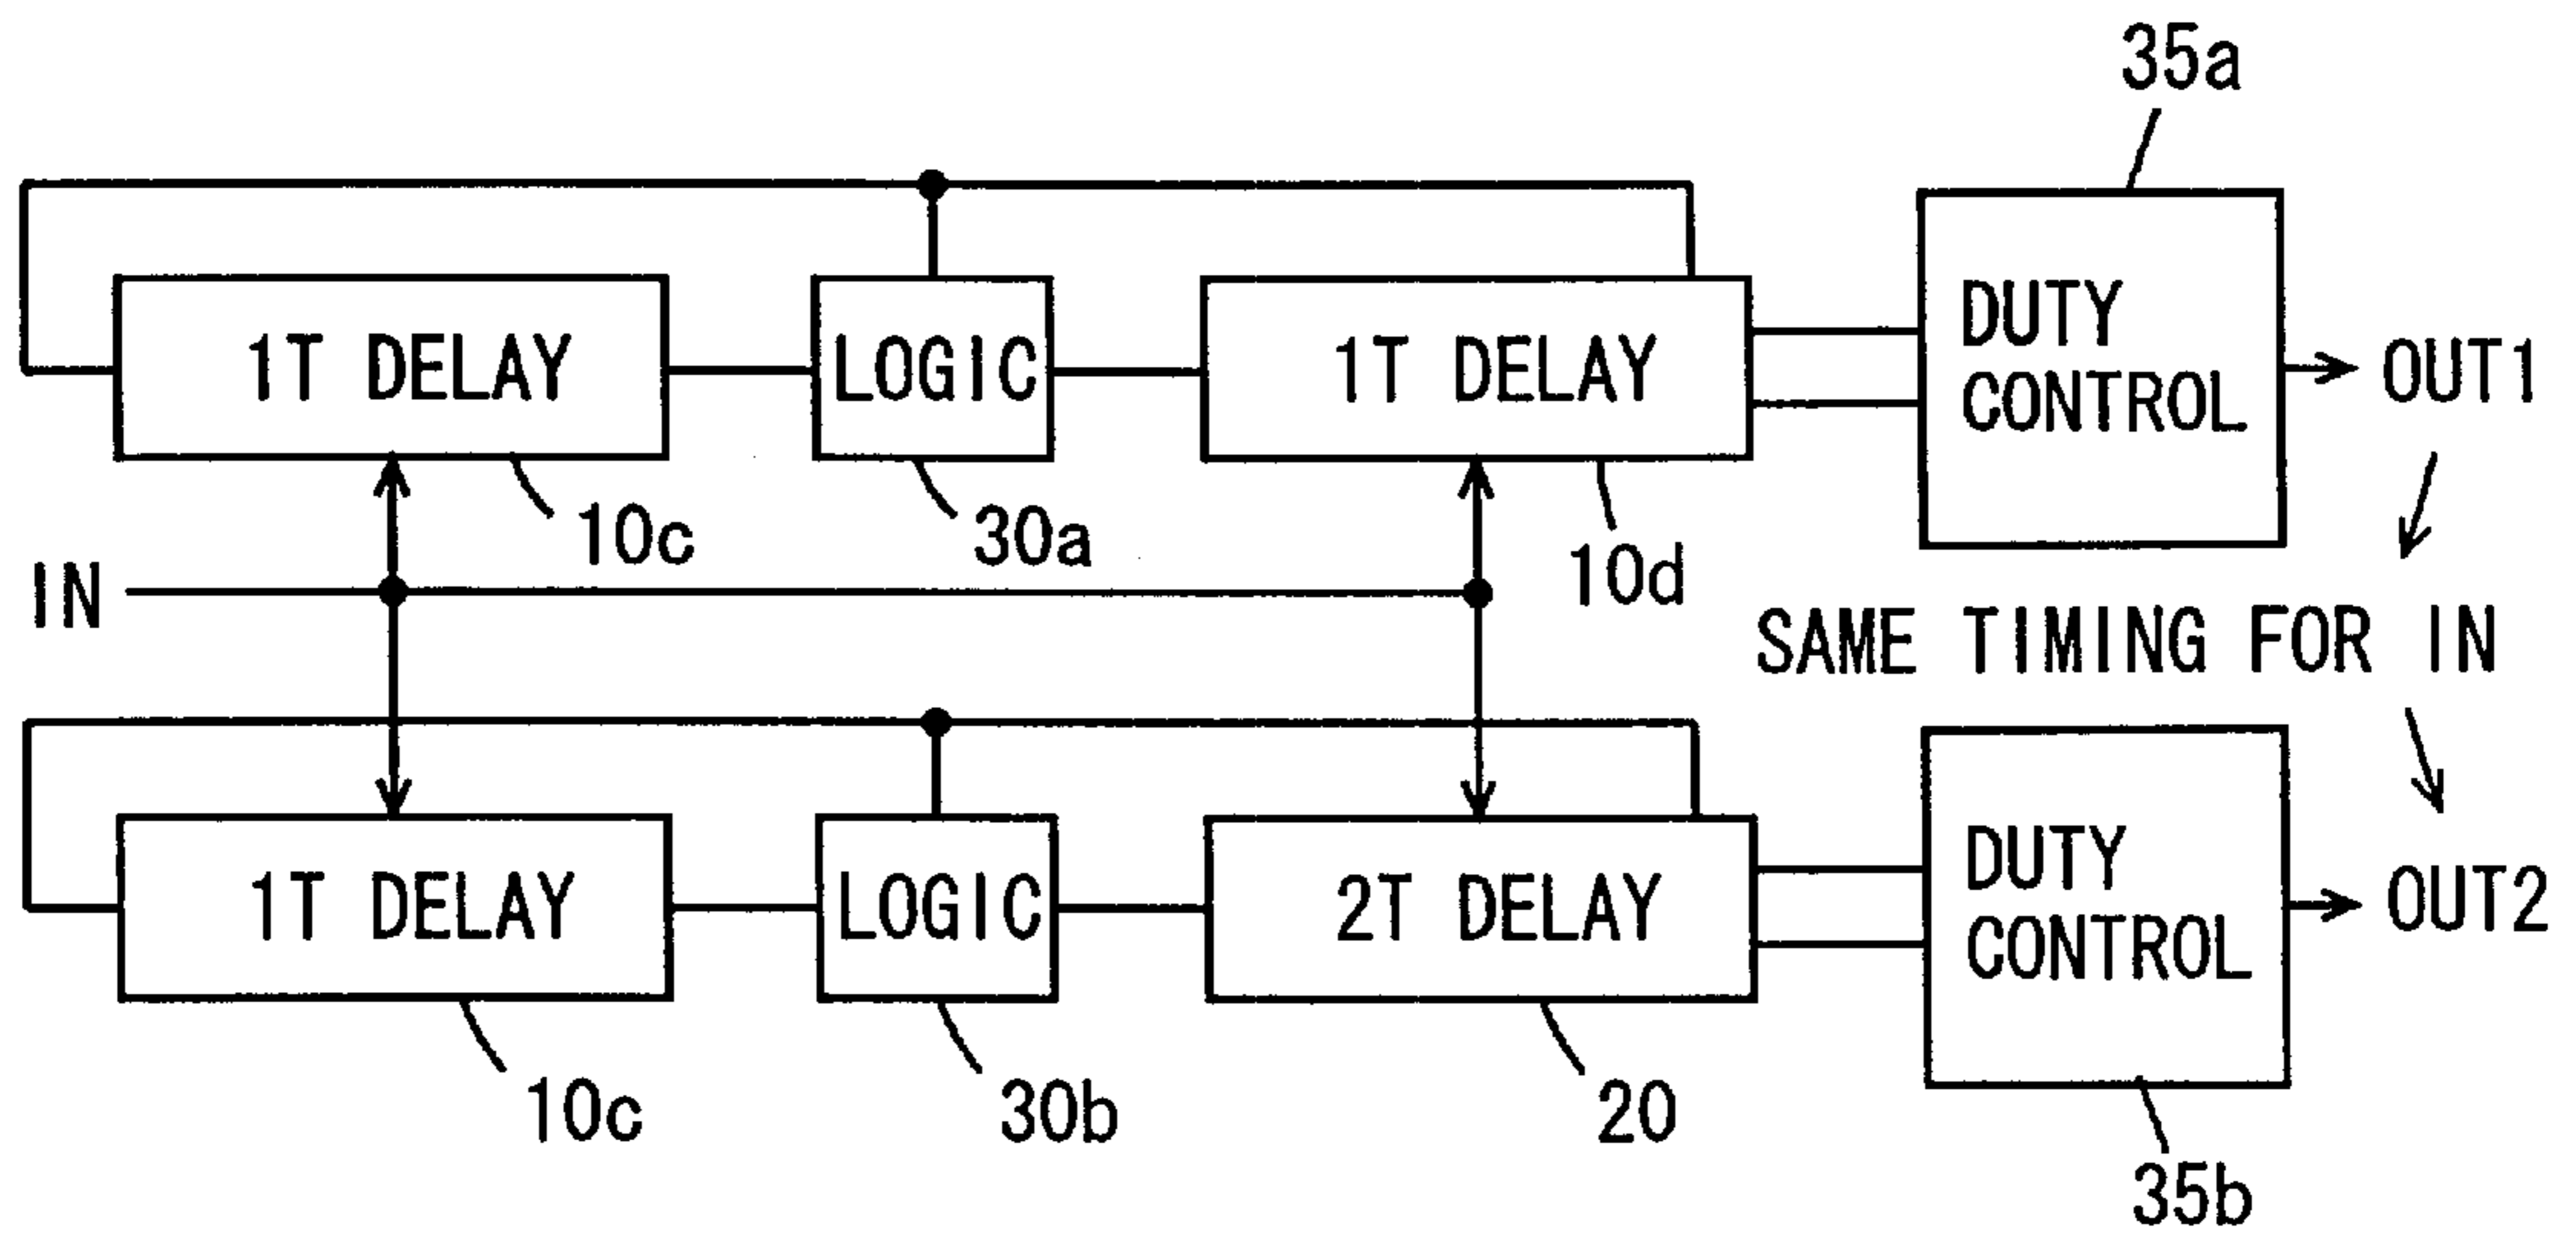 35a
1T DELAY
LOGIC
1T DELAY
DUTY
CONTROL
OUT1
10c
30a
10d
IN
SAME TIMING FOR IN
1T DELAY
LOGIC
2T DELAY
DUTY
CONTROL
OUT2
10c
30b
20
35b